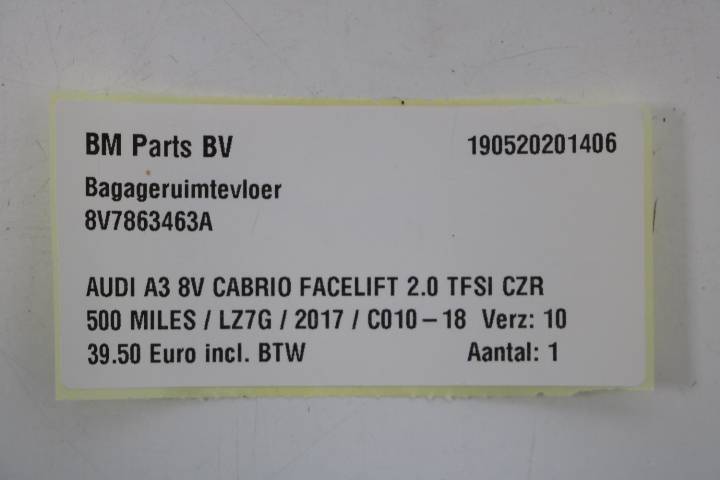 BM Parts BV 190520201406
Bagageruimtevloer
8V7863463A
AUDI A3 8V CABRIO FACELIFT 2.0 TFSI CZR
500 MILES / LZ7G / 2017 / C010-18 Verz: 10
39.50 Euro incl. BTW Aantal: 1